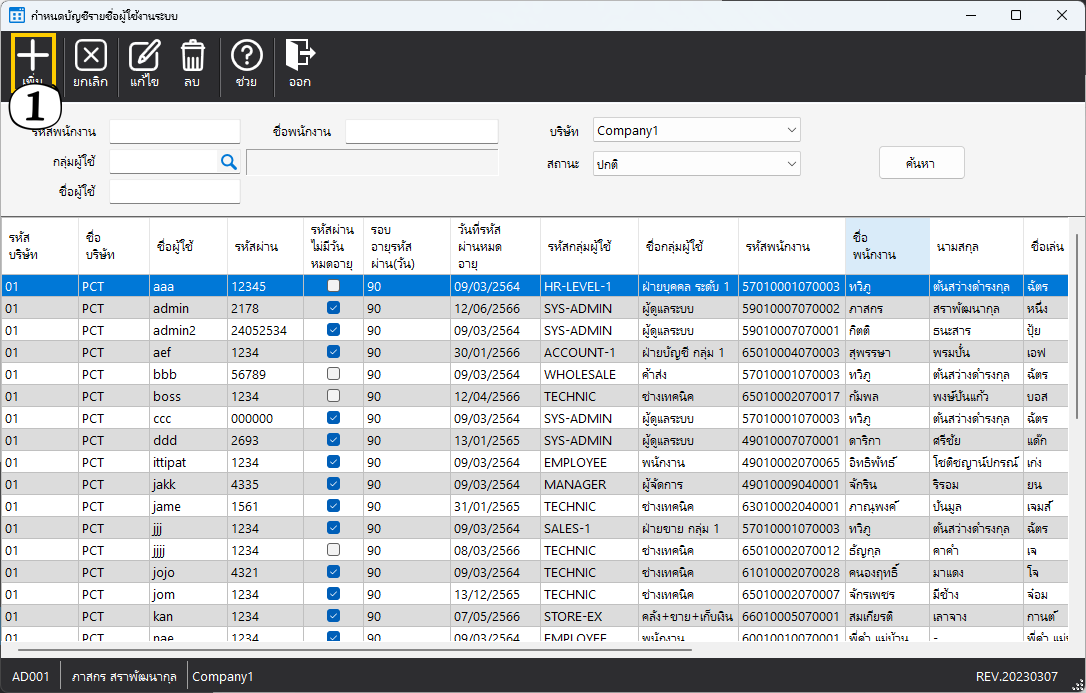 กำหนดบัญชีรายชื่อผู้ใช้งานระบบ
เพิ่ม ยกเลิก แก้ไข ลบ ช่วย ออก
1
รหัสพนักงาน ชื่อพนักงาน บริษัท Company1
กลุ่มผู้ใช้ สถานะ ปกติ ค้นหา
ชื่อผู้ใช้
รหัสบริษัท ชื่อบริษัท ชื่อผู้ใช้ รหัสผ่าน รหัสผ่านไม่มีวันหมดอายุ รอบอายุรหัสผ่าน(วัน) วันที่รหัสผ่านหมดอายุ รหัสกลุ่มผู้ใช้ ชื่อกลุ่มผู้ใช้ รหัสพนักงาน ชื่อพนักงาน นามสกุล ชื่อเล่น
01 PCT aaa 12345 90 09/03/2564 HR-LEVEL-1 ฝ่ายบุคคล ระดับ 1 57010001070003 ทวิภู ตันสว่างดำรงกุล ฉัตร
01 PCT admin 2178 90 12/06/2566 SYS-ADMIN ผู้ดูแลระบบ 59010007070002 ภาสกร สราพัฒนากุล หนึ่ง
01 PCT admin2 24052534 90 09/03/2564 SYS-ADMIN ผู้ดูแลระบบ 59010007070001 กิตติ ธนะสาร ปุ้ย
01 PCT aef 1234 90 30/01/2566 ACCOUNT-1 ฝ่ายบัญชี กลุ่ม 1 65010004070003 สุพรรษา พรมปั้น เอฟ
01 PCT bbb 56789 90 09/03/2564 WHOLESALE ค้าส่ง 57010001070003 ทวิภู ตันสว่างดำรงกุล ฉัตร
01 PCT boss 1234 90 12/04/2566 TECHNIC ช่างเทคนิค 65010002070017 กัมพล พงษ์ปันแก้ว บอส
01 PCT ccc 000000 90 09/03/2564 SYS-ADMIN ผู้ดูแลระบบ 57010001070003 ทวิภู ตันสว่างดำรงกุล ฉัตร
01 PCT ddd 2693 90 13/01/2565 SYS-ADMIN ผู้ดูแลระบบ 49010007070001 ดาริกา ศรีชัย แด๊ก
01 PCT ittipat 1234 90 09/03/2564 EMPLOYEE พนักงาน 49010002070065 อิทธิพัทธ์ โชติชญาน์ปกรณ์ เก่ง
01 PCT jakk 4335 90 09/03/2564 MANAGER ผู้จัดการ 49010009040001 จักริน ริรอม ยน
01 PCT jame 1561 90 31/01/2565 TECHNIC ช่างเทคนิค 63010002040001 ภาณุพงศ์ ปันมูล เจมส์
01 PCT jjj 1234 90 09/03/2564 SALES-1 ฝ่ายขาย กลุ่ม 1 57010001070003 ทวิภู ตันสว่างดำรงกุล ฉัตร
01 PCT jjjj 1234 90 08/03/2566 TECHNIC ช่างเทคนิค 65010002070012 ธัญกุล คาคำ เจ
01 PCT jojo 4321 90 09/03/2564 TECHNIC ช่างเทคนิค 61010002070028 คนองฤทธิ์ มาแดง โจ
01 PCT jom 1234 90 13/12/2565 TECHNIC ช่างเทคนิค 65010002070007 จักรเพชร มีช้าง จ่อม
01 PCT kan 1234 90 07/05/2566 STORE-EX คลัง+ขาย+เก็บเงิน 66010005070001 สมเกียรติ เลาจาง กานต์
01 PCT nae 1234 90 09/03/2564 EMPLOYEE พนักงาน 60010010070001 พี่ดำ แม่บ้าน -
AD001 ภาสกร สราพัฒนากุล Company1 REV.20230307